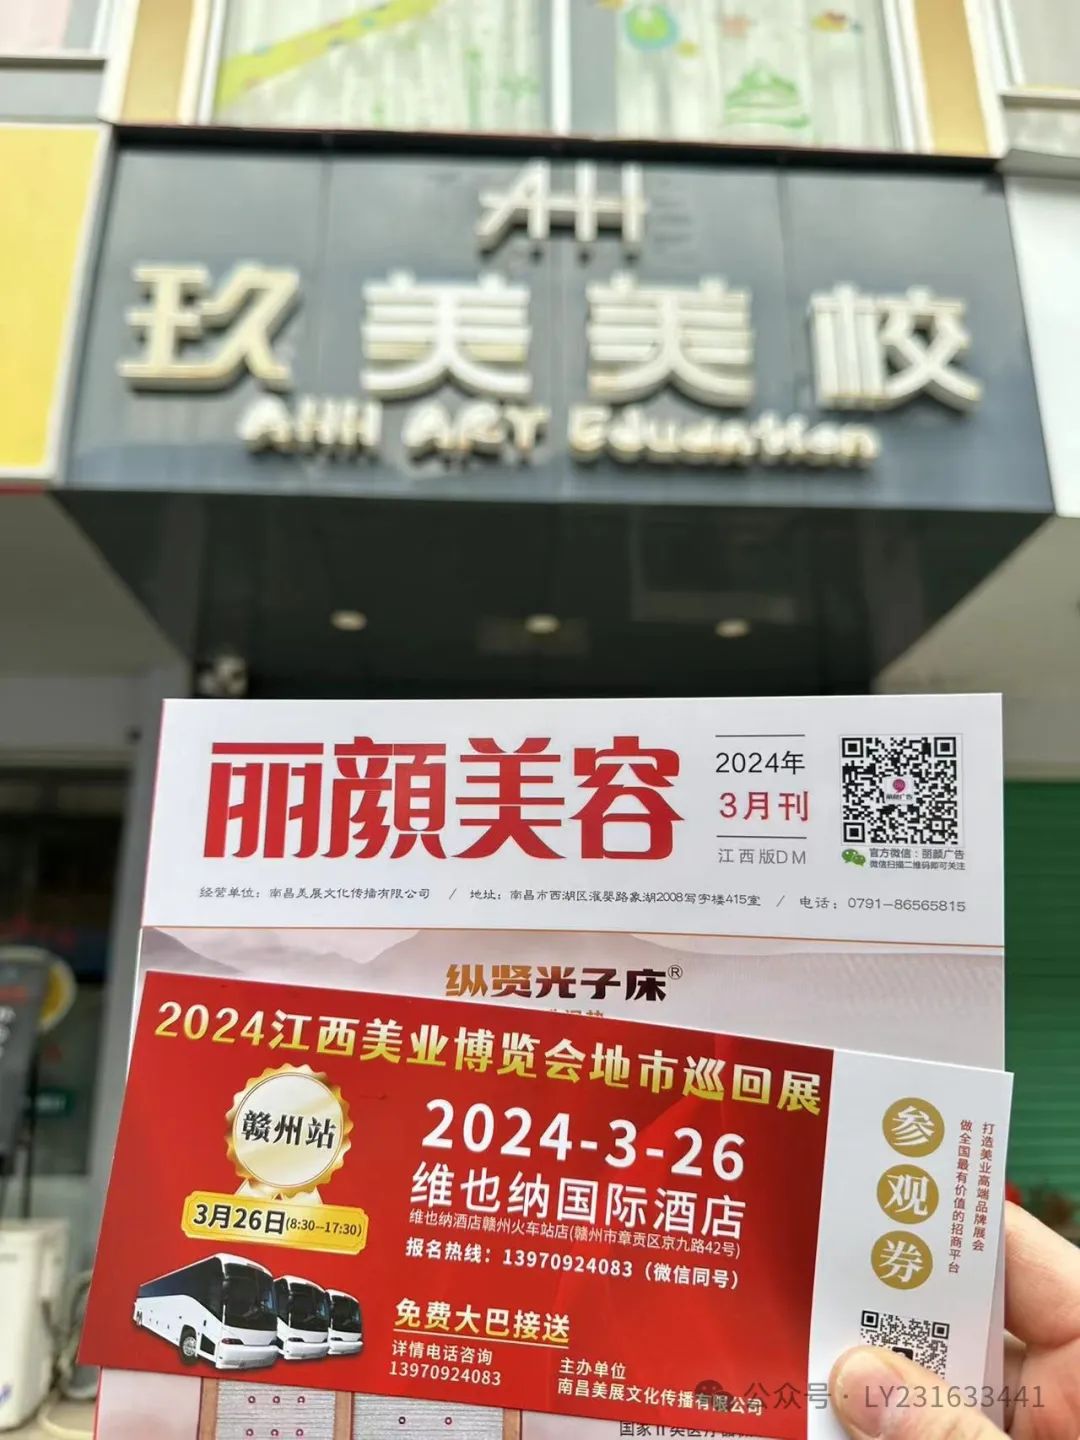 AHH
玖美美校
AHH ART Education
丽颜美容
2024年
3月刊
江西版DM
官方微信：丽颜广告
微信扫描二维码即可关注
经营单位：南昌美展文化传播有限公司 / 地址：南昌市西湖区灌婴路象湖2008写字楼415室 / 电话：0791-86565815
纵贤光子床®
2024江西美业博览会地市巡回展
赣州站
3月26日(8:30—17:30)
2024-3-26
维也纳国际酒店
维也纳酒店赣州火车站店(赣州市章贡区京九路42号)
报名热线：13970924083（微信同号）
免费大巴接送
详情电话咨询
13970924083
主办单位
南昌美展文化传播有限公司
参观券
打造美业高端品牌展会
做全国最有价值的招商平台
公众号 · LY231633441